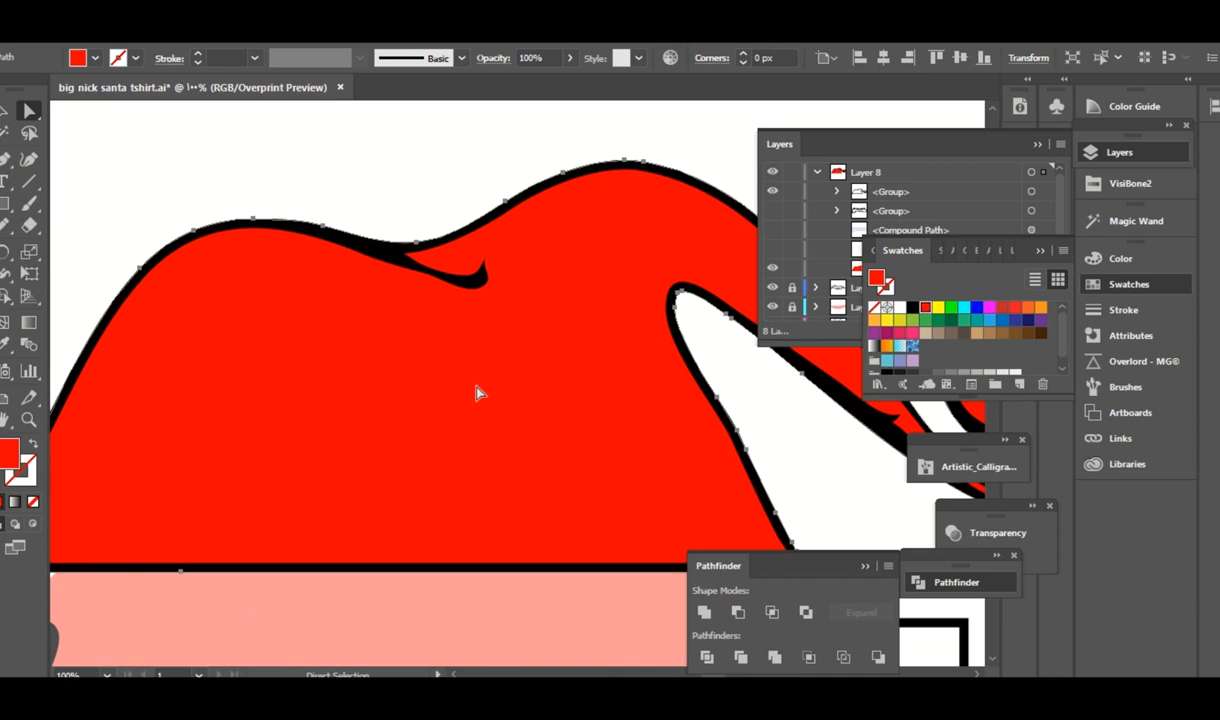 Path
Stroke:
Basic
Opacity: 100%
Style:
Corners: 0 px
Transform
big nick santa tshirt.ai* @ ١٠٠% (RGB/Overprint Preview)
Layers
Layer 8
<Group>
<Group>
<Compound Path>
8 La...
Swatches
Color Guide
Layers
VisiBone2
Magic Wand
Color
Swatches
Stroke
Attributes
Overlord - MG©
Brushes
Artboards
Links
Libraries
Artistic_Calligra...
Transparency
Pathfinder
Pathfinder
Shape Modes:
Expand
Pathfinders:
100%
1
Direct Selection